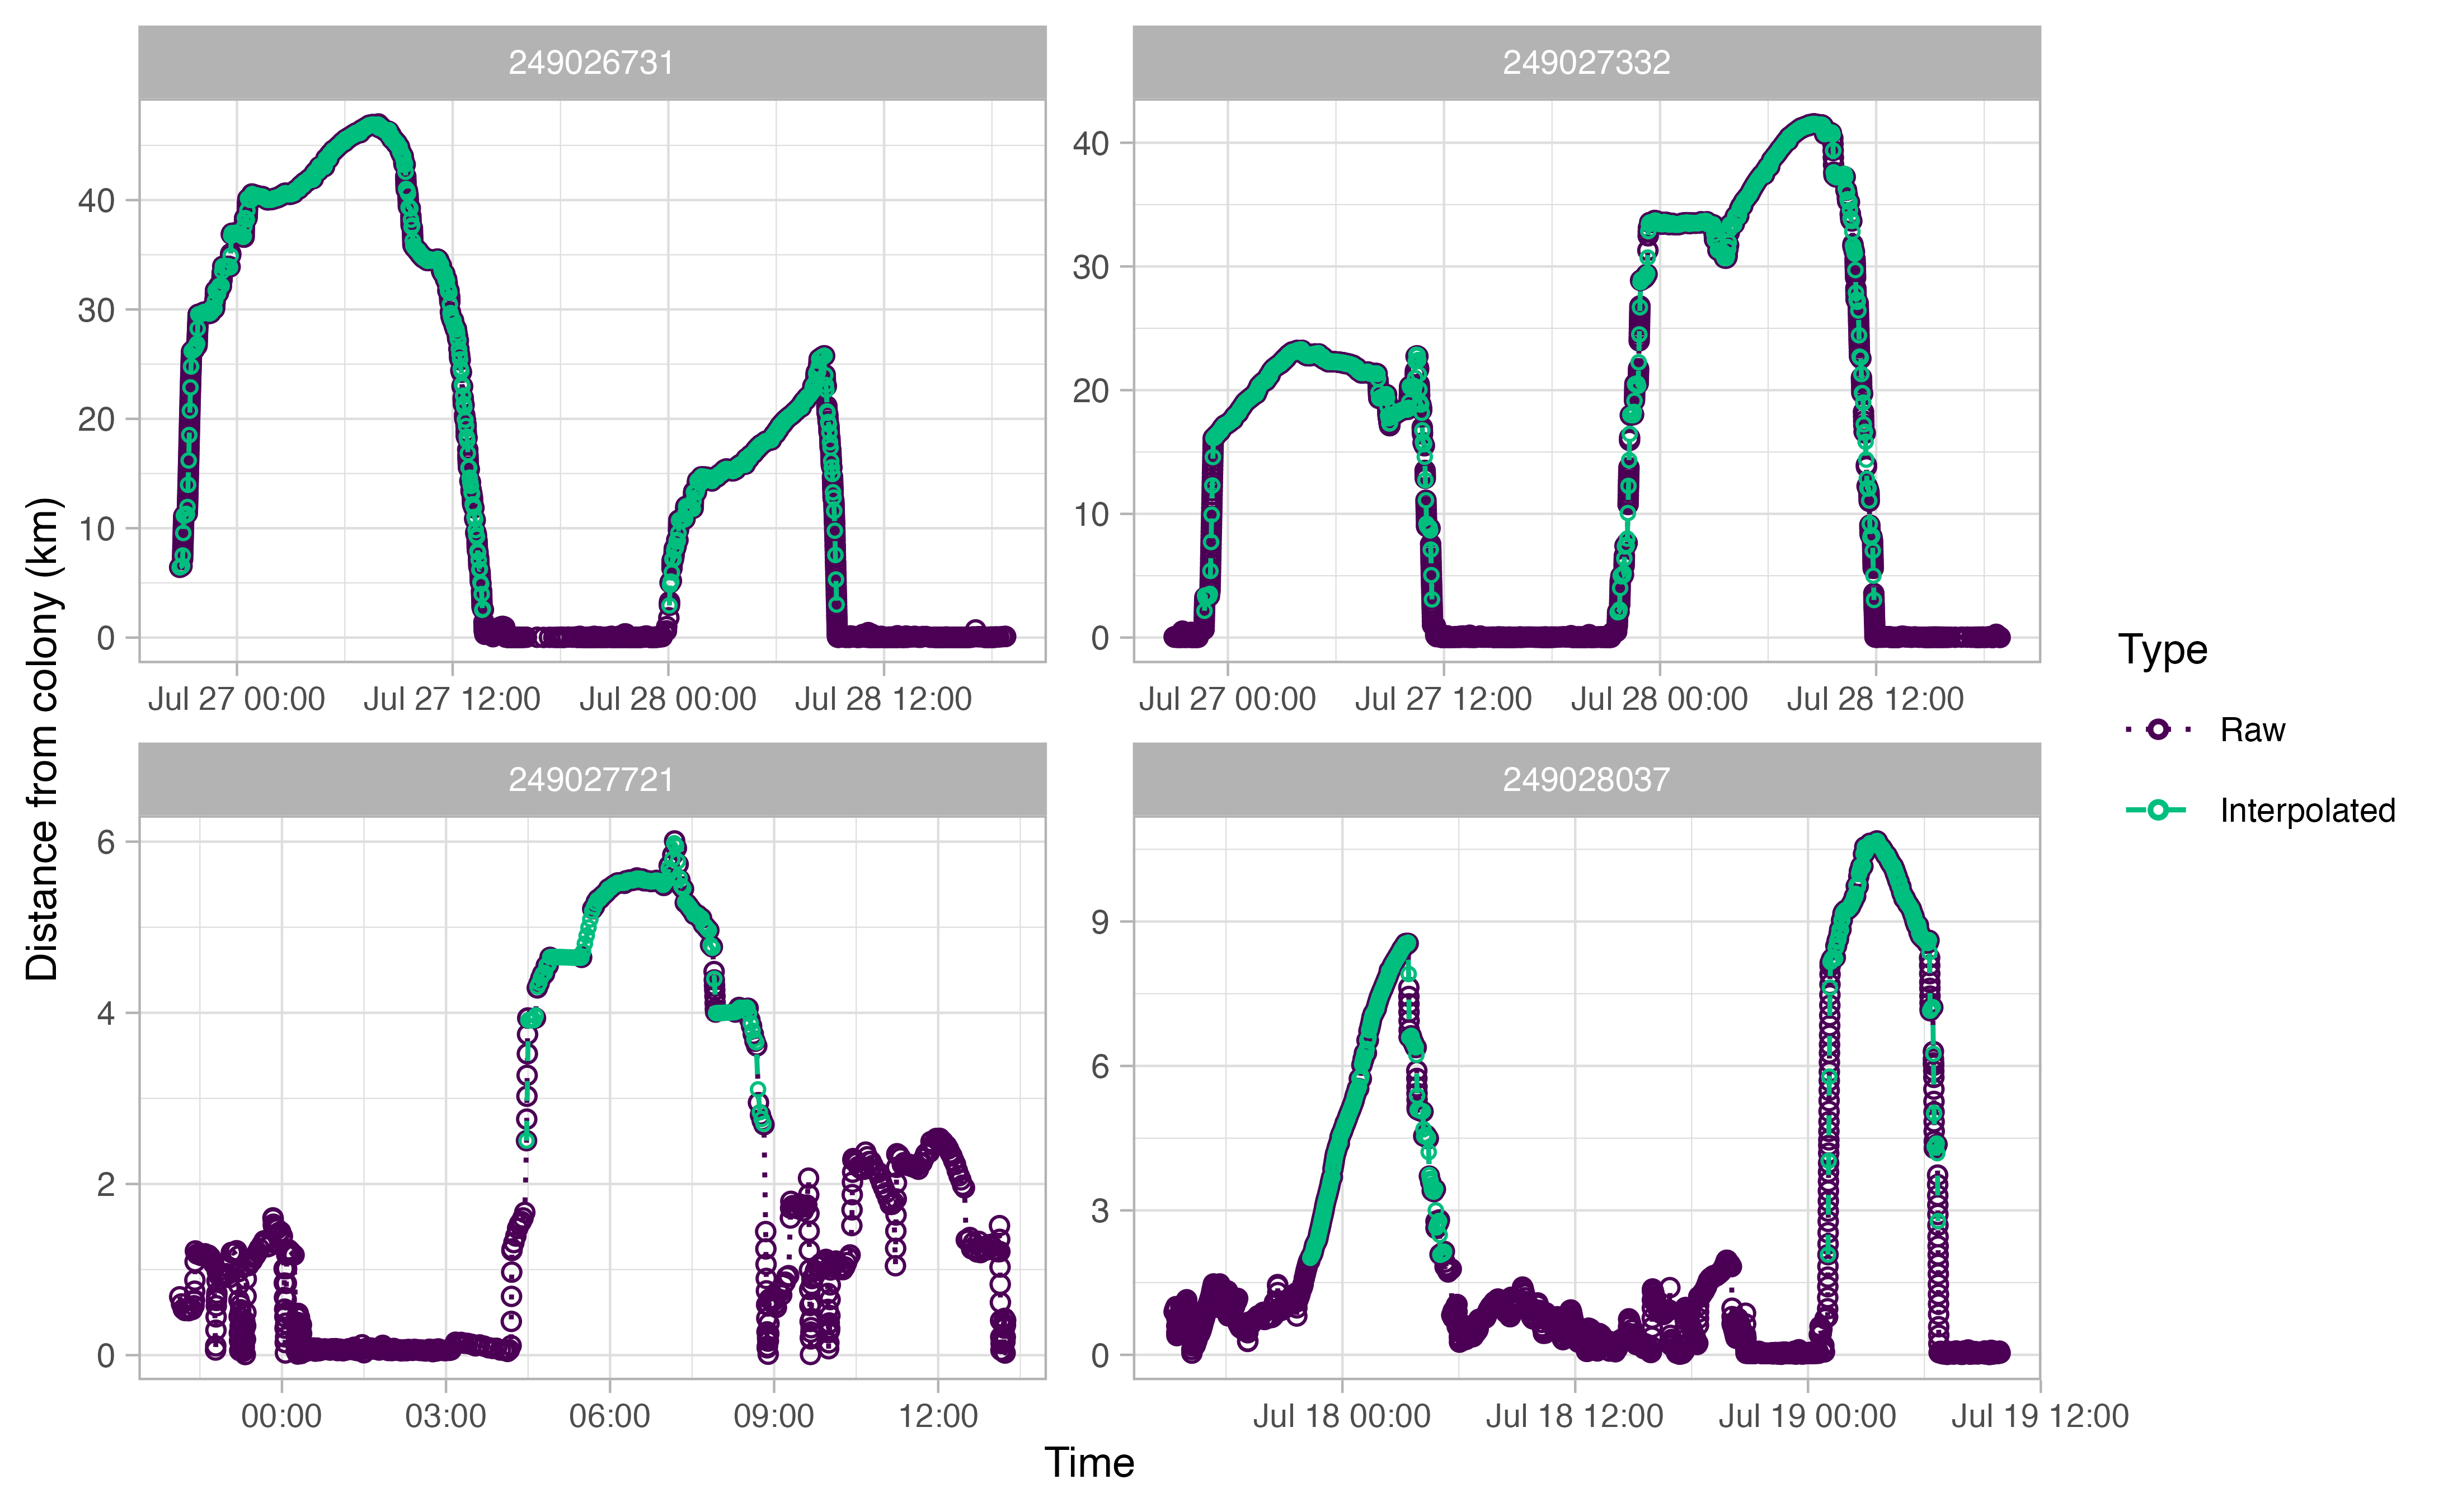 249026731
249027332
40
30
20
10
0
Jul 27 00:00
Jul 27 12:00
Jul 28 00:00
Jul 28 12:00
40
30
20
10
0
Jul 27 00:00
Jul 27 12:00
Jul 28 00:00
Jul 28 12:00
249027721
249028037
6
4
2
0
00:00
03:00
06:00
09:00
12:00
9
6
3
0
Jul 18 00:00
Jul 18 12:00
Jul 19 00:00
Jul 19 12:00
Distance from colony (km)
Time
Type
Raw
Interpolated